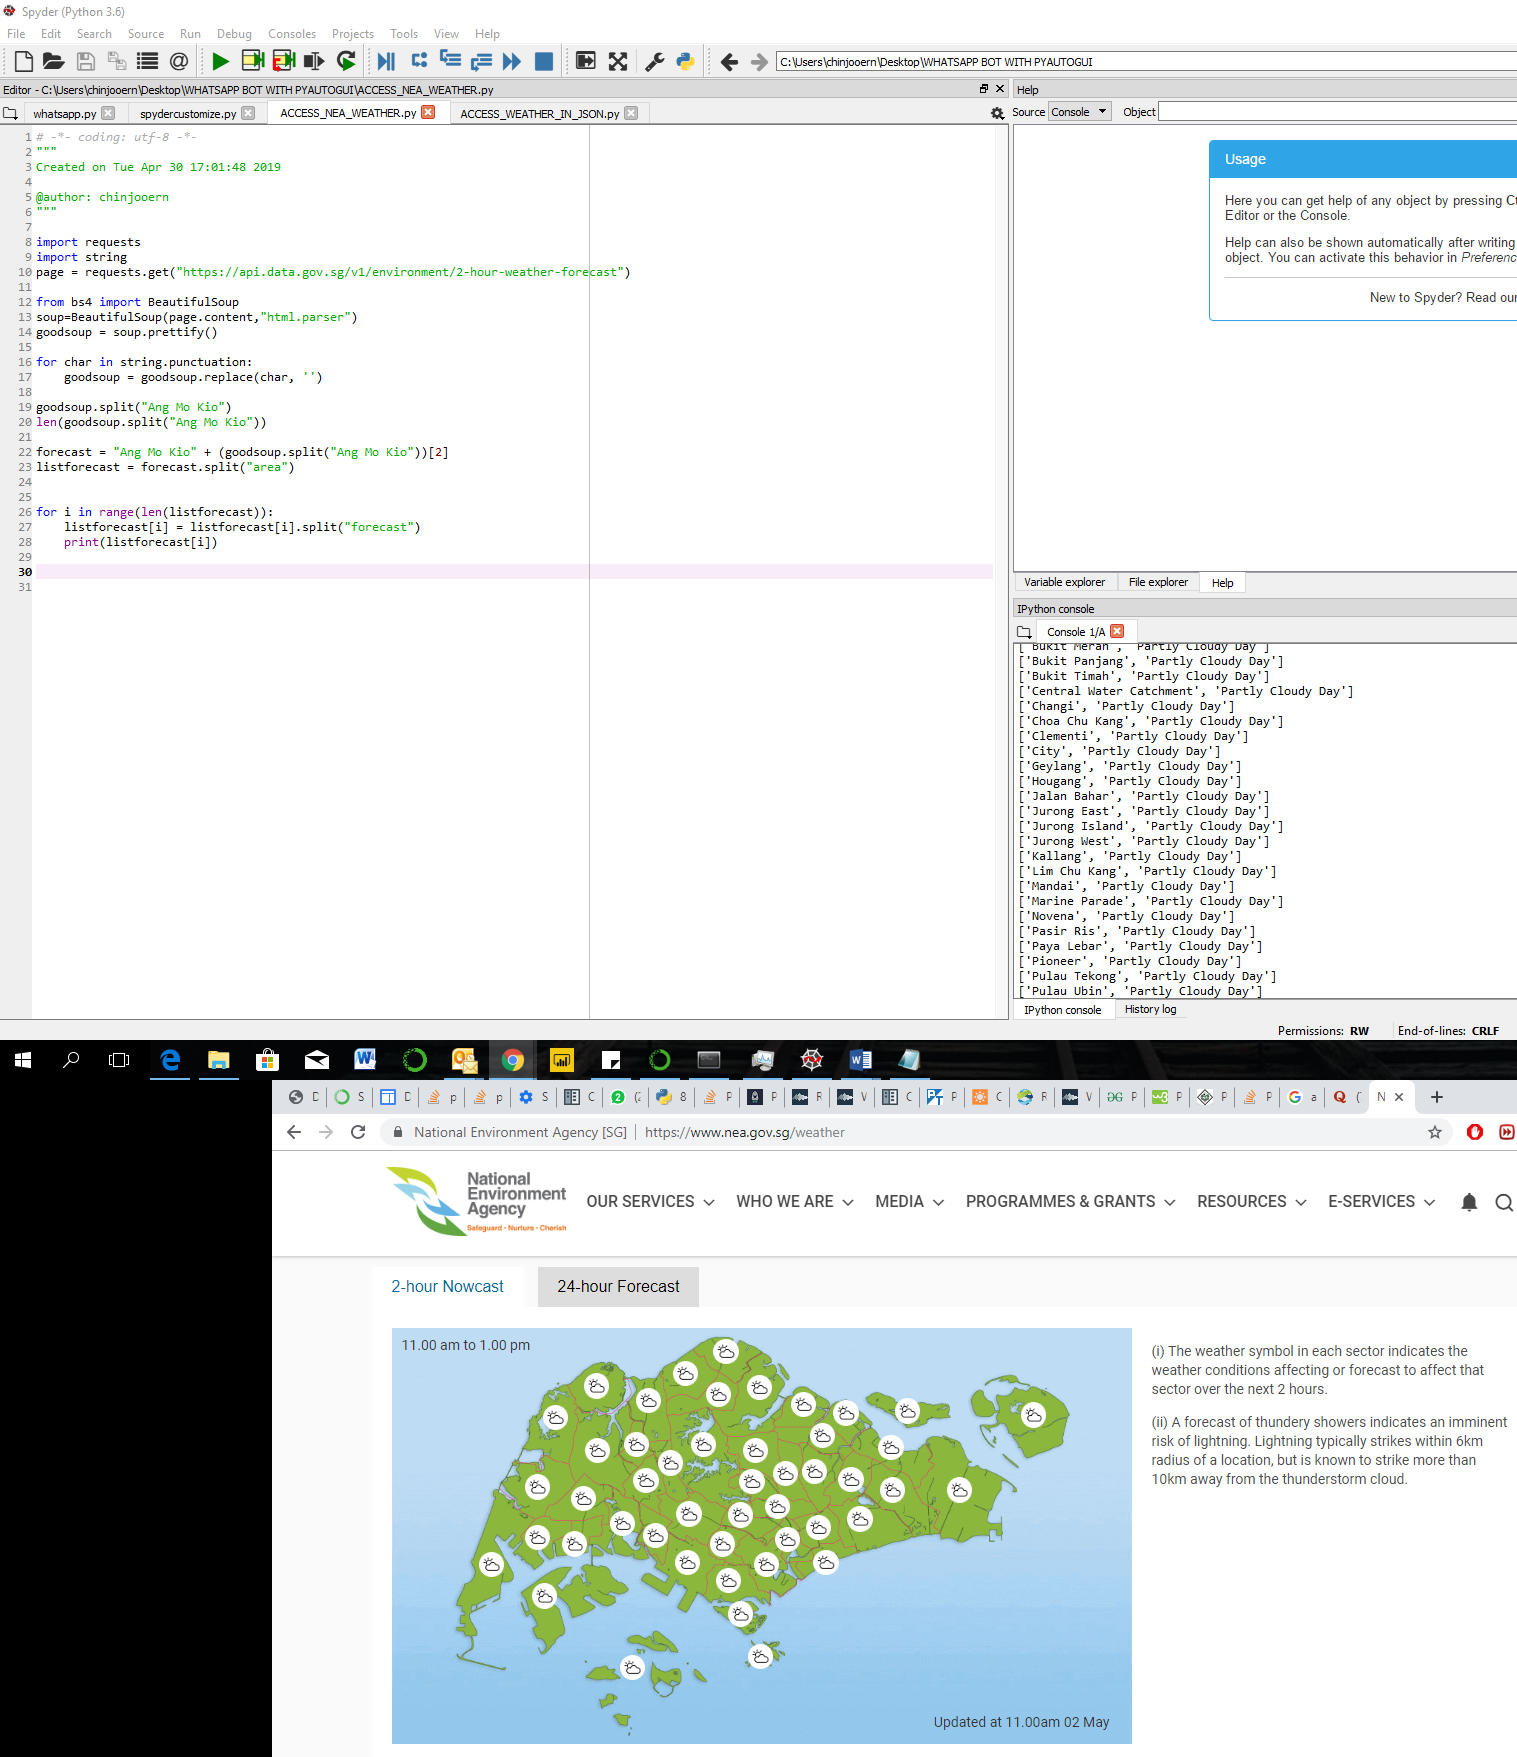 Spyder (Python 3.6)
File Edit Search Source Run Debug Consoles Projects Tools View Help
C:\Users\chinjooern\Desktop\WHATSAPP BOT WITH PYAUTOGUI
Editor - C:\Users\chinjooern\Desktop\WHATSAPP BOT WITH PYAUTOGUI\ACCESS_NEA_WEATHER.py
whatsapp.py spydercustomize.py ACCESS_NEA_WEATHER.py ACCESS_WEATHER_IN_JSON.py
1 # -*- coding: utf-8 -*-
2 """
3 Created on Tue Apr 30 17:01:48 2019
4
5 @author: chinjooern
6 """
7
8 import requests
9 import string
10 page = requests.get("https://api.data.gov.sg/v1/environment/2-hour-weather-forecast")
11
12 from bs4 import BeautifulSoup
13 soup=BeautifulSoup(page.content,"html.parser")
14 goodsoup = soup.prettify()
15
16 for char in string.punctuation:
17     goodsoup = goodsoup.replace(char, '')
18
19 goodsoup.split("Ang Mo Kio")
20 len(goodsoup.split("Ang Mo Kio"))
21
22 forecast = "Ang Mo Kio" + (goodsoup.split("Ang Mo Kio"))[2]
23 listforecast = forecast.split("area")
24
25
26 for i in range(len(listforecast)):
27     listforecast[i] = listforecast[i].split("forecast")
28     print(listforecast[i])
29
30
31
Help
Source Console Object
Usage
Here you can get help of any object by pressing Ct
Editor or the Console.
Help can also be shown automatically after writing
object. You can activate this behavior in Preferenc
New to Spyder? Read our
Variable explorer File explorer Help
IPython console
Console 1/A
['Bukit Merah', 'Partly Cloudy Day']
['Bukit Panjang', 'Partly Cloudy Day']
['Bukit Timah', 'Partly Cloudy Day']
['Central Water Catchment', 'Partly Cloudy Day']
['Changi', 'Partly Cloudy Day']
['Choa Chu Kang', 'Partly Cloudy Day']
['Clementi', 'Partly Cloudy Day']
['City', 'Partly Cloudy Day']
['Geylang', 'Partly Cloudy Day']
['Hougang', 'Partly Cloudy Day']
['Jalan Bahar', 'Partly Cloudy Day']
['Jurong East', 'Partly Cloudy Day']
['Jurong Island', 'Partly Cloudy Day']
['Jurong West', 'Partly Cloudy Day']
['Kallang', 'Partly Cloudy Day']
['Lim Chu Kang', 'Partly Cloudy Day']
['Mandai', 'Partly Cloudy Day']
['Marine Parade', 'Partly Cloudy Day']
['Novena', 'Partly Cloudy Day']
['Pasir Ris', 'Partly Cloudy Day']
['Paya Lebar', 'Partly Cloudy Day']
['Pioneer', 'Partly Cloudy Day']
['Pulau Tekong', 'Partly Cloudy Day']
['Pulau Ubin', 'Partly Cloudy Day']
IPython console History log
Permissions: RW End-of-lines: CRLF
National Environment Agency [SG] https://www.nea.gov.sg/weather
National
Environment
Agency
Safeguard · Nurture · Cherish
OUR SERVICES WHO WE ARE MEDIA PROGRAMMES & GRANTS RESOURCES E-SERVICES
2-hour Nowcast 24-hour Forecast
11.00 am to 1.00 pm
(i) The weather symbol in each sector indicates the
weather conditions affecting or forecast to affect that
sector over the next 2 hours.
(ii) A forecast of thundery showers indicates an imminent
risk of lightning. Lightning typically strikes within 6km
radius of a location, but is known to strike more than
10km away from the thunderstorm cloud.
Updated at 11.00am 02 May